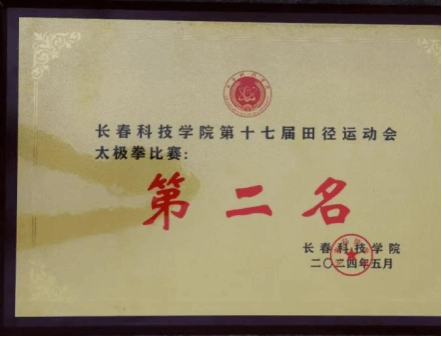 长春科技学院第十七届田径运动会
太极拳比赛:
第二名
长春科技学院
二〇二四年五月